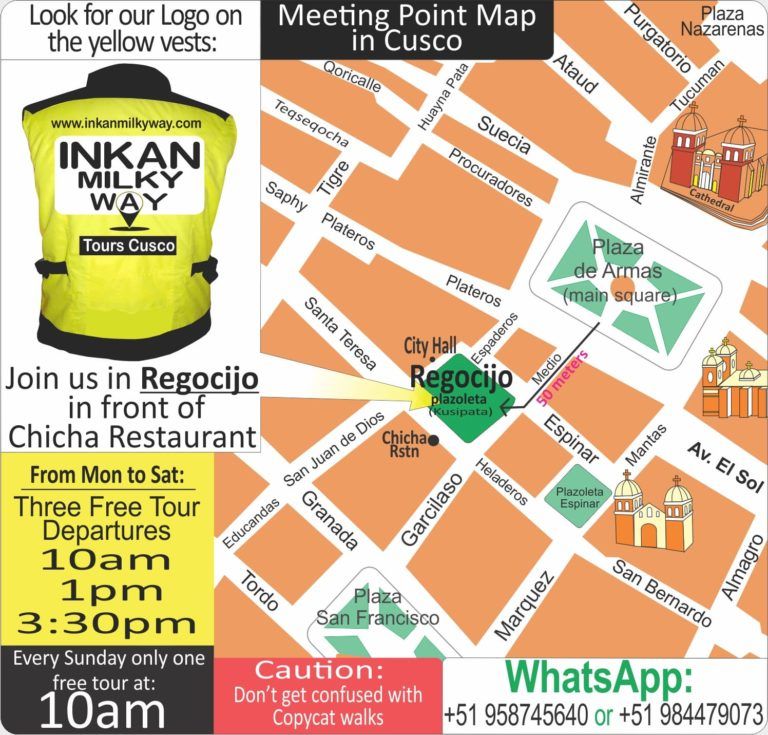 Look for our Logo on
the yellow vests:
www.inkanmilkyway.com
INKAN
MILKY
WAY
Tours Cusco
Join us in Regocijo
in front of
Chicha Restaurant
From Mon to Sat:
Three Free Tour
Departures
10am
1pm
3:30pm
Every Sunday only one
free tour at:
10am
Meeting Point Map
in Cusco
Plaza
Nazarenas
Purgatorio
Tucuman
Ataud
Qoricalle
Huayna Pata
Teqseqocha
Suecia
Procuradores
Almirante
Cathedral
Tigre
Saphy
Plateros
Plateros
Plaza
de Armas
(main square)
Santa Teresa
Espaderos
City Hall
Regocijo
plazoleta
(Kusipata)
Medio
50 meters
Chicha
Rstn
San Juan de Dios
Espinar
Mantas
Av. El Sol
Heladeros
Plazoleta
Espinar
Garcilaso
Granada
Educandas
Tordo
Plaza
San Francisco
Marquez
San Bernardo
Almagro
Caution:
Don't get confused with
Copycat walks
WhatsApp:
+51 958745640 or +51 984479073